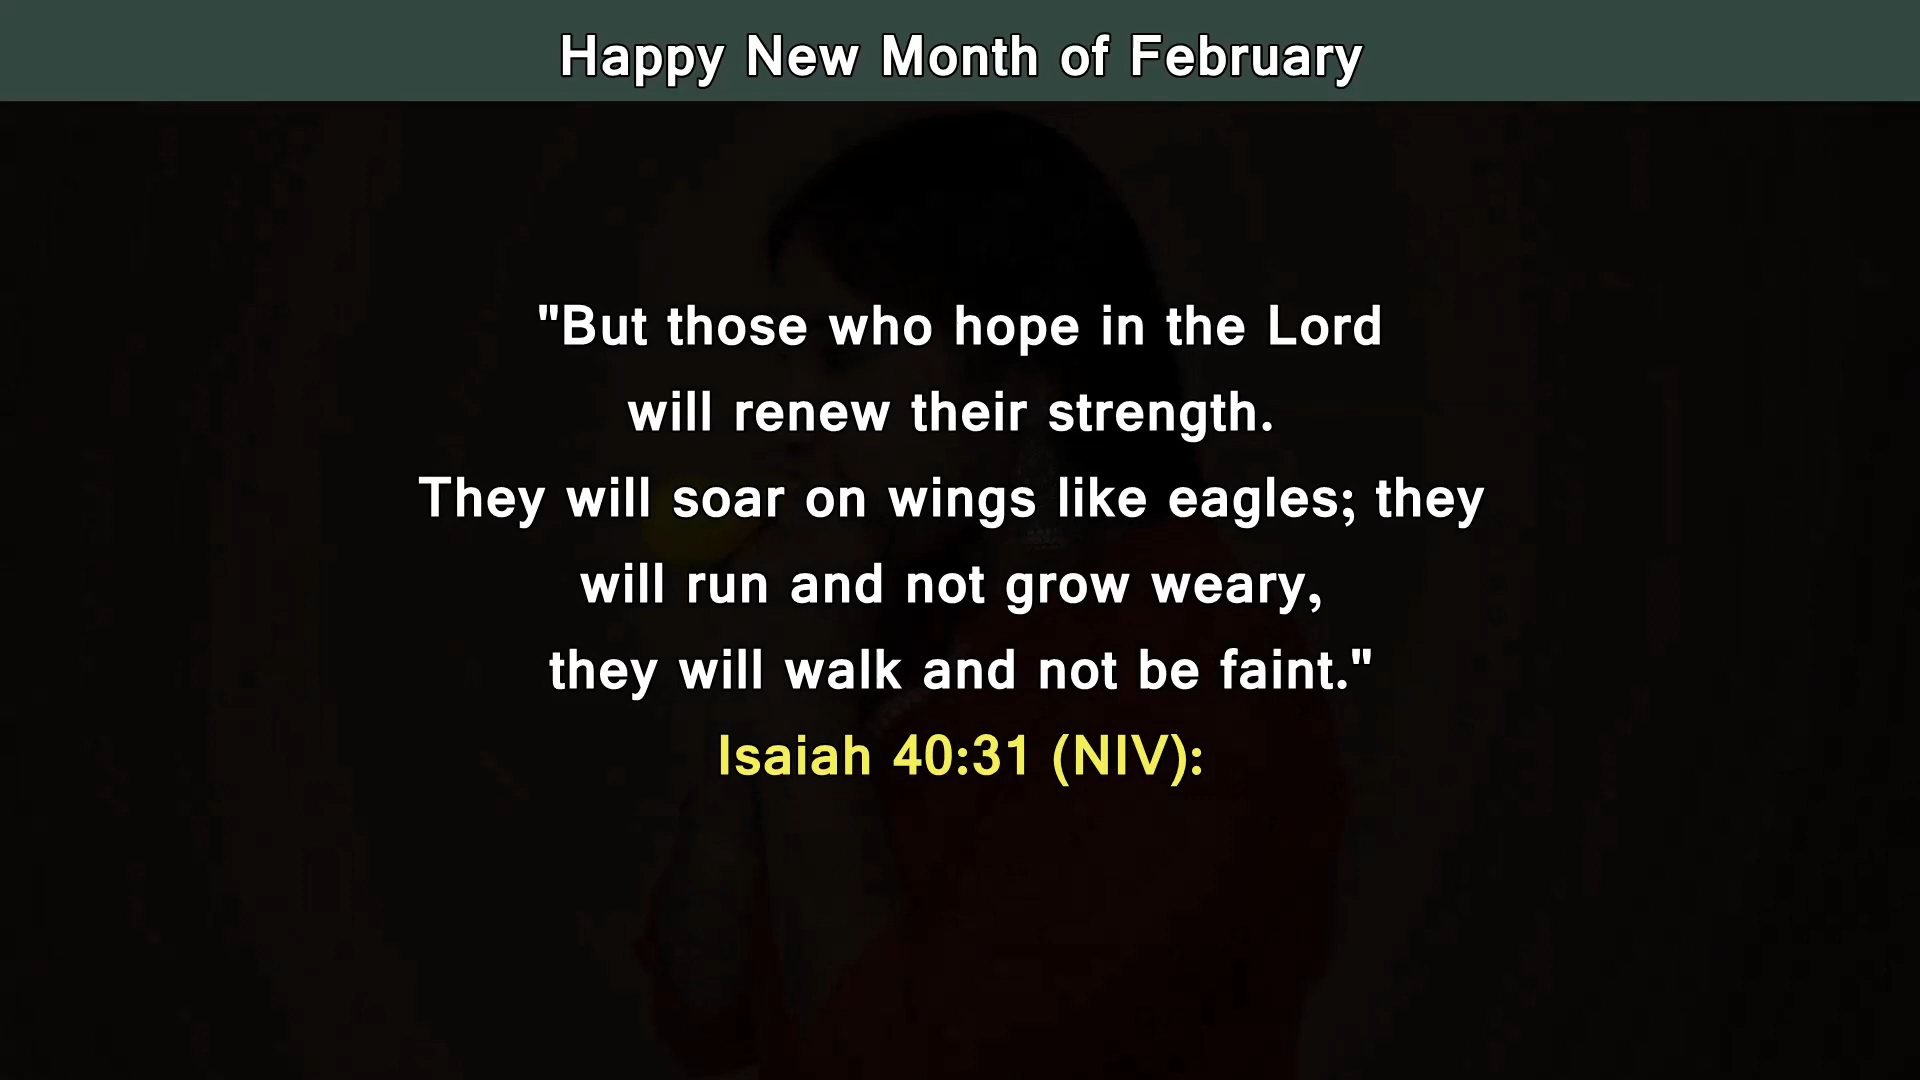 Happy New Month of February
"But those who hope in the Lord
will renew their strength.
They will soar on wings like eagles; they
will run and not grow weary,
they will walk and not be faint."
Isaiah 40:31 (NIV):